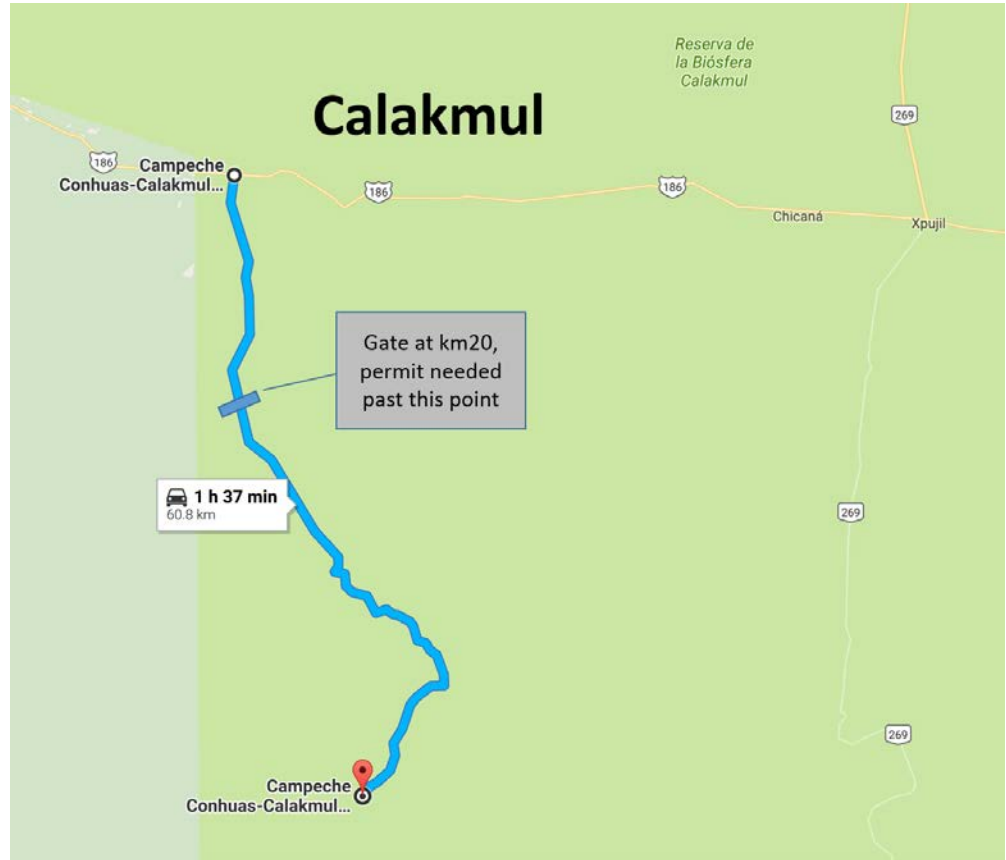 Reserva de
la Biósfera
Calakmul
Calakmul
269
186
Campeche
Conhuas-Calakmul...
186
186
Chicaná
Xpujil
Gate at km20,
permit needed
past this point
1 h 37 min
60.8 km
269
269
Campeche
Conhuas-Calakmul...